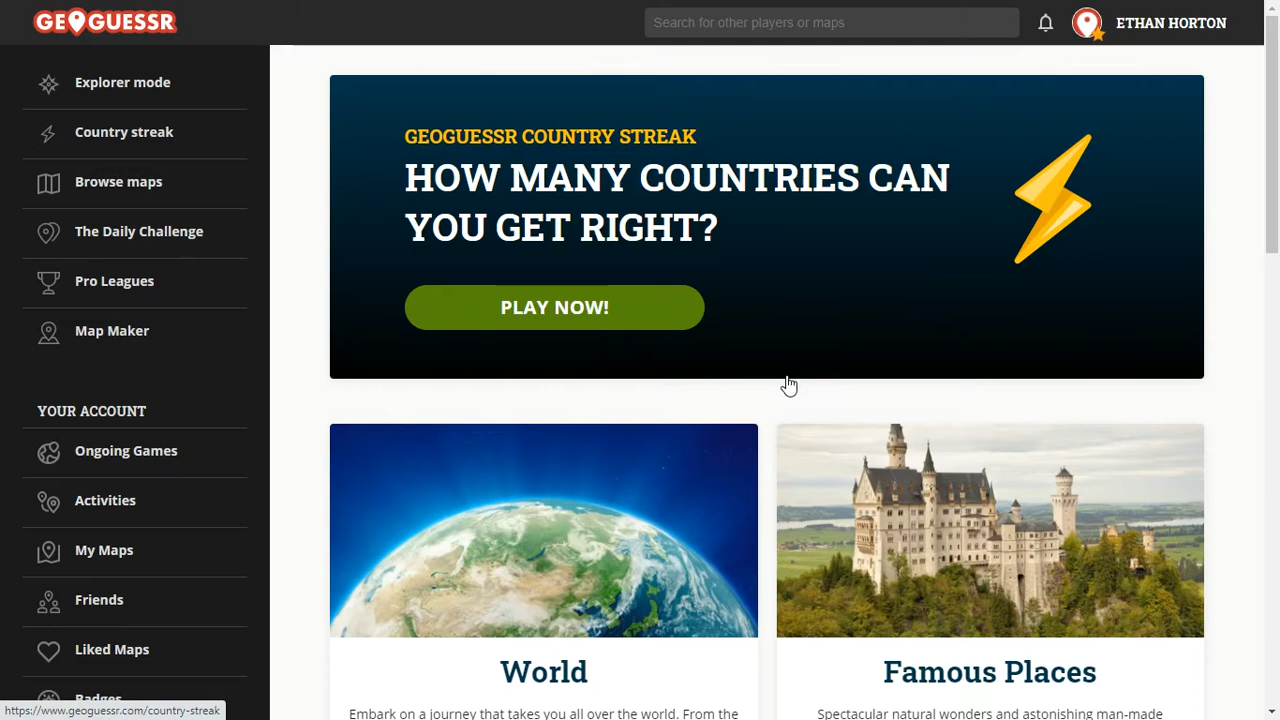 GEOGUESSR
Search for other players or maps
ETHAN HORTON
Explorer mode
Country streak
Browse maps
The Daily Challenge
Pro Leagues
Map Maker
YOUR ACCOUNT
Ongoing Games
Activities
My Maps
Friends
Liked Maps
Badges
https://www.geoguessr.com/country-streak
GEOGUESSR COUNTRY STREAK
HOW MANY COUNTRIES CAN
YOU GET RIGHT?
PLAY NOW!
World
Embark on a journey that takes you all over the world. From the
Famous Places
Spectacular natural wonders and astonishing man-made